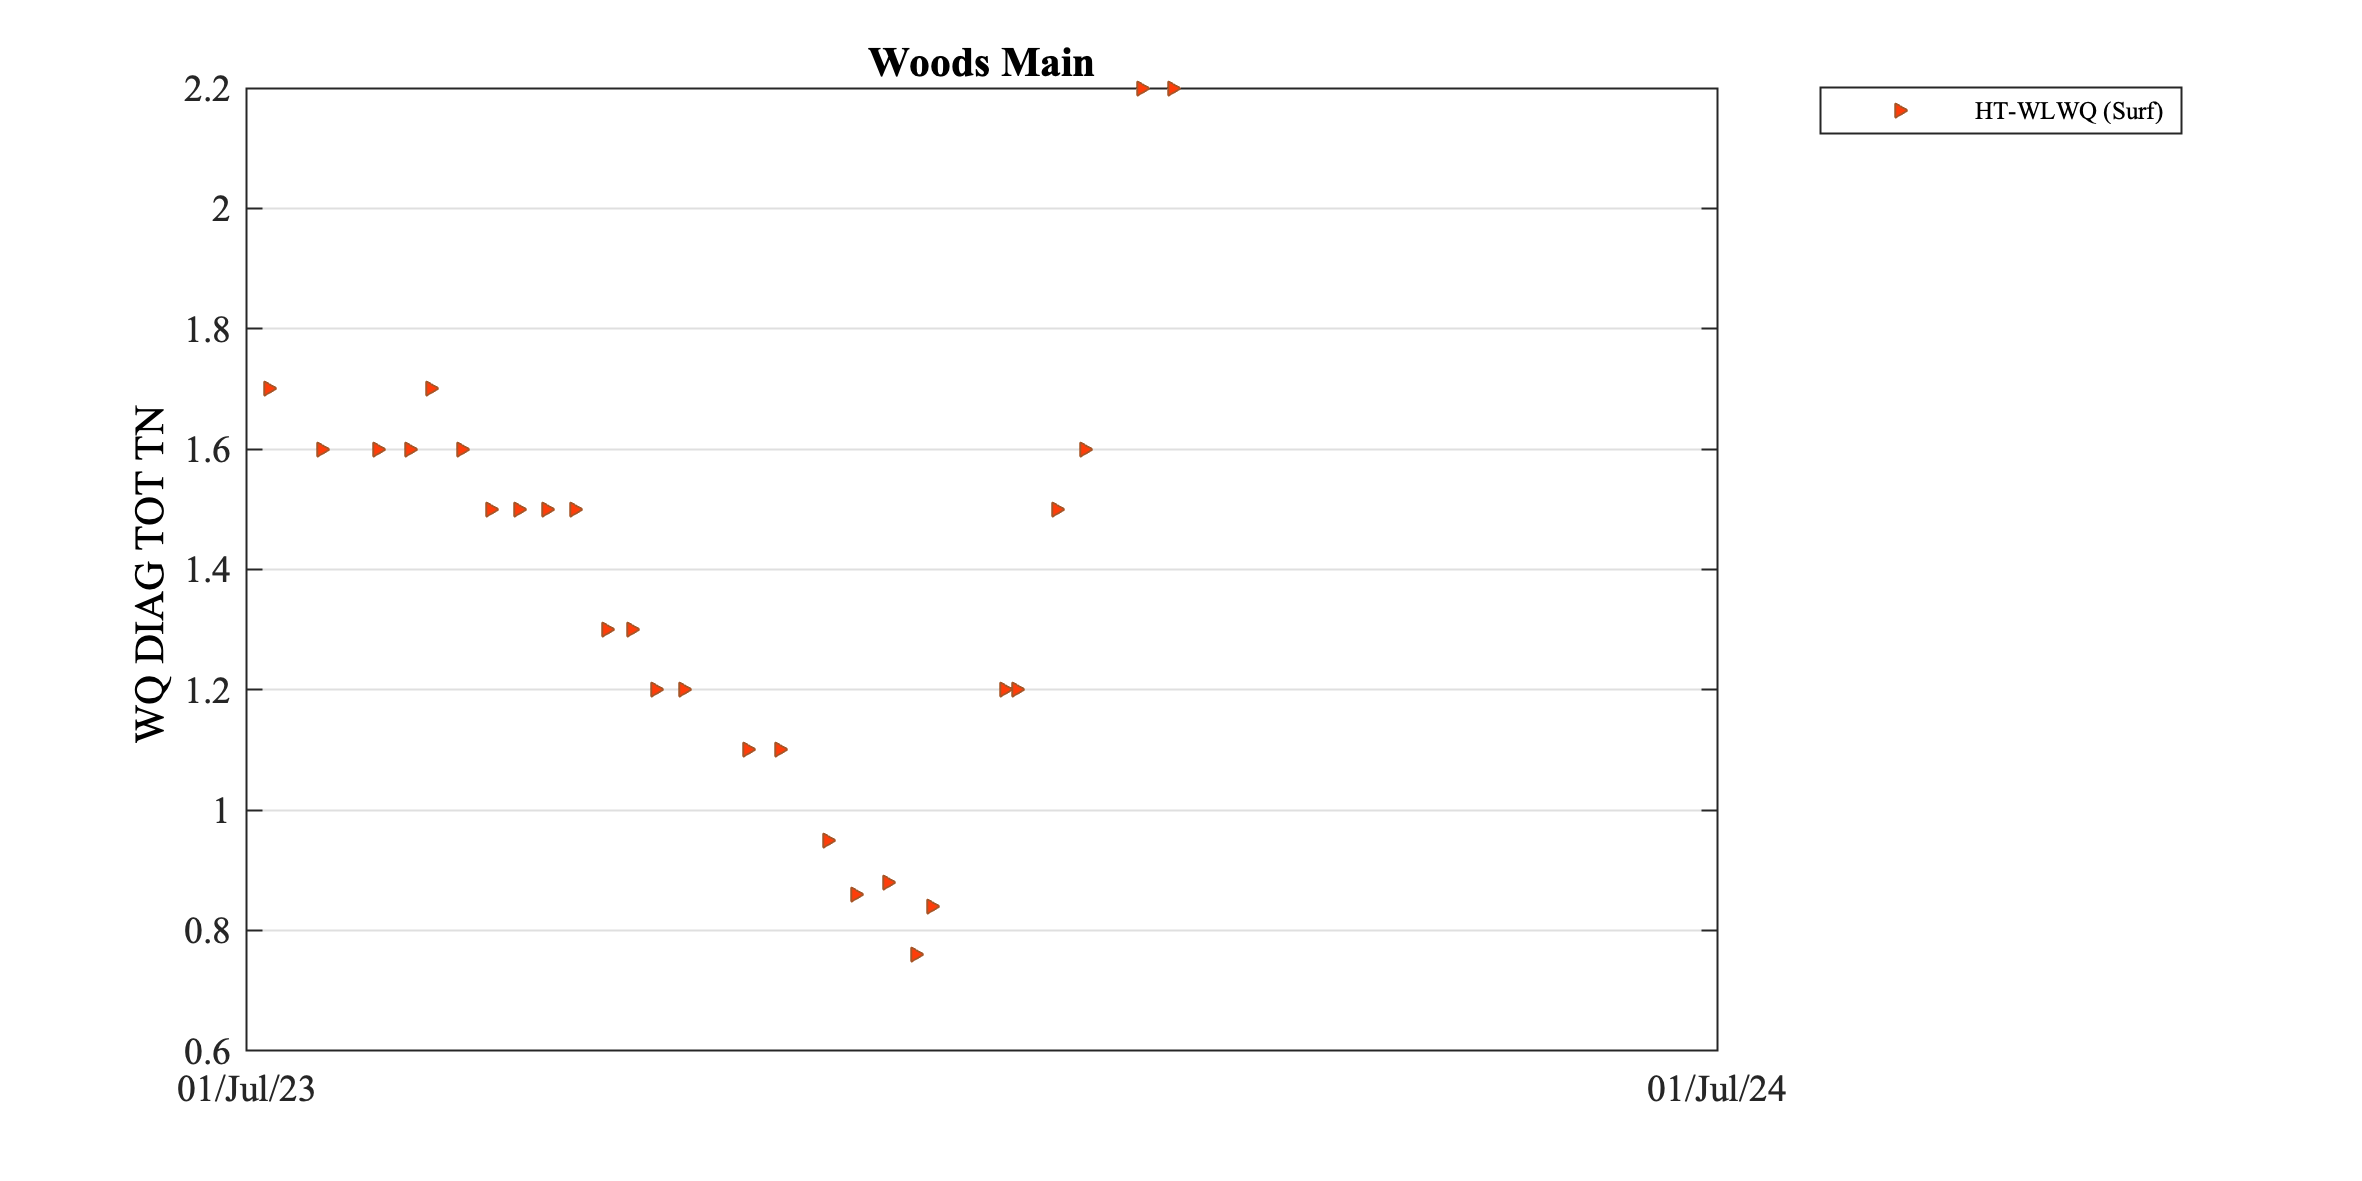 Woods Main
HT-WLWQ (Surf)
WQ DIAG TOT TN
2.2
2
1.8
1.6
1.4
1.2
1
0.8
0.6
01/Jul/23
01/Jul/24